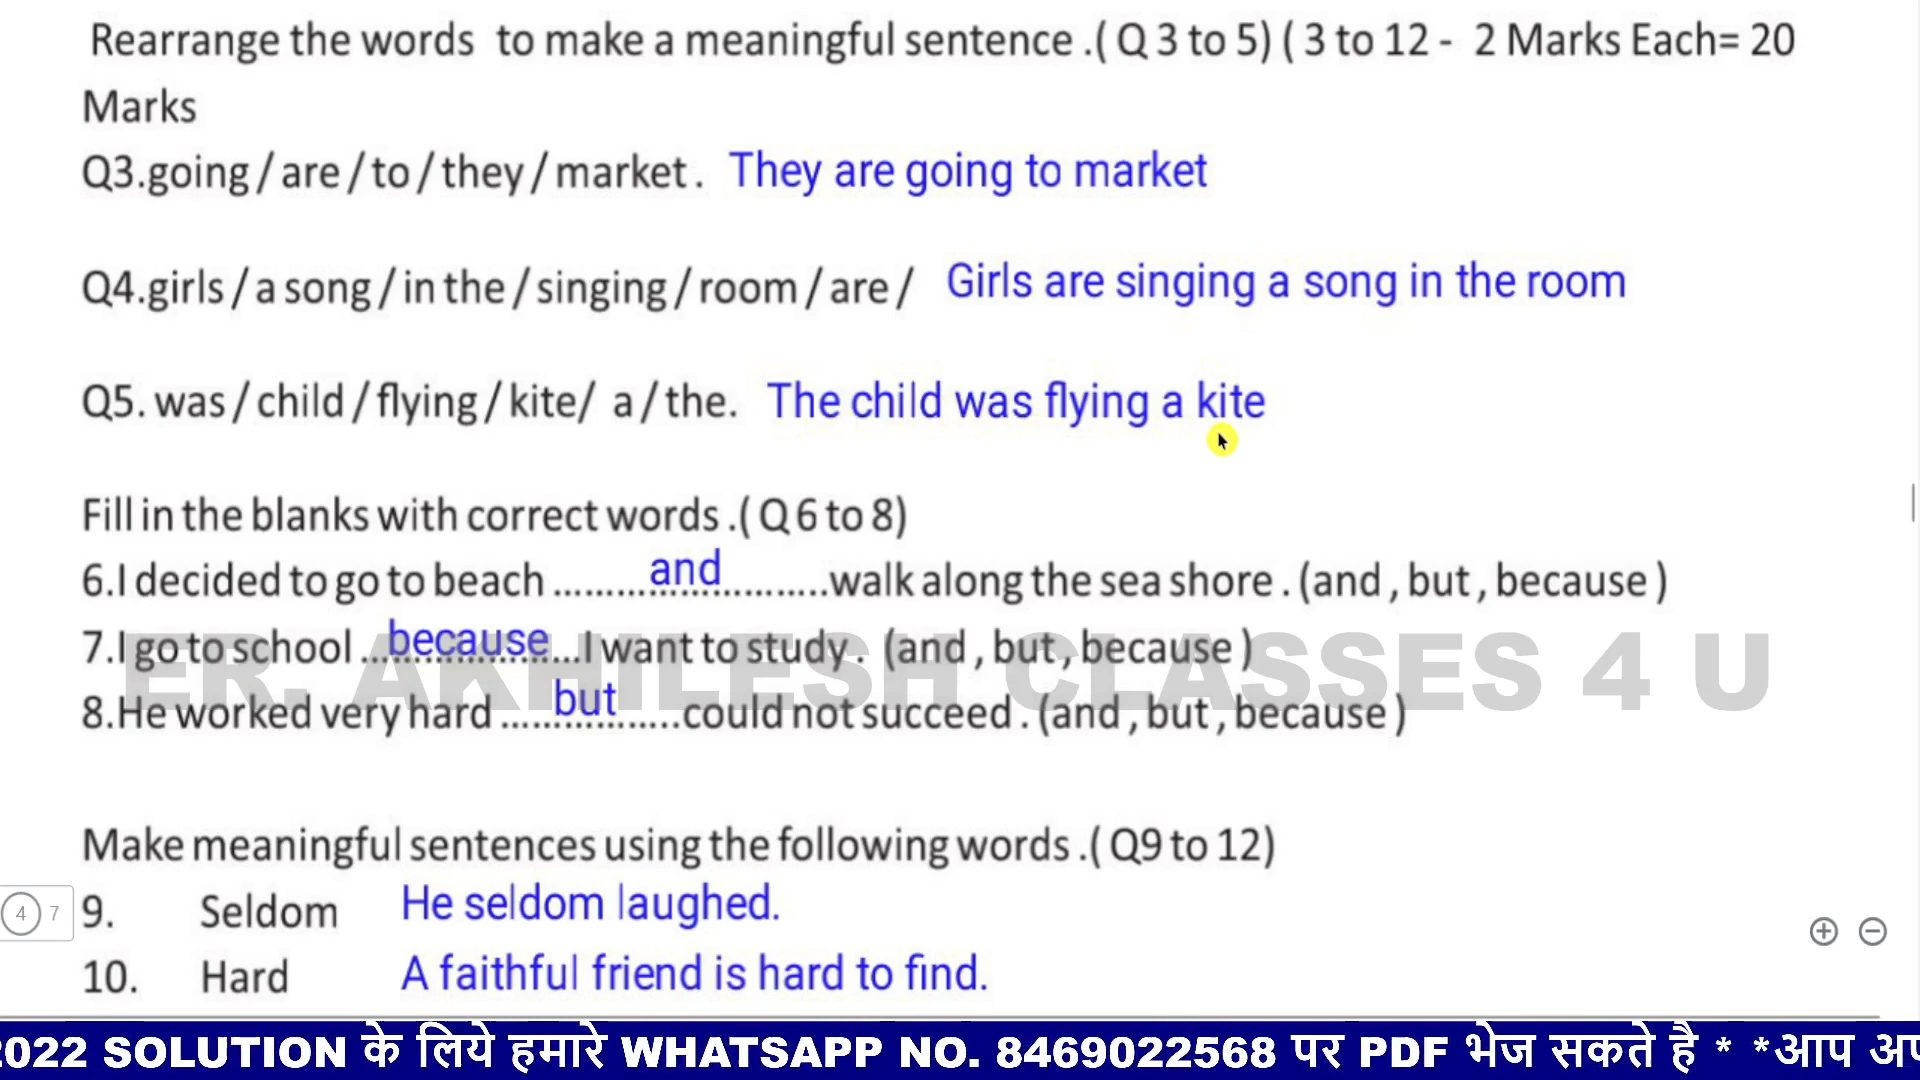 Rearrange the words to make a meaningful sentence .( Q 3 to 5) ( 3 to 12 - 2 Marks Each= 20
Marks
Q3.going / are / to / they / market . They are going to market
Q4.girls / a song / in the / singing / room / are / Girls are singing a song in the room
Q5. was / child / flying / kite/ a / the. The child was flying a kite
Fill in the blanks with correct words .( Q 6 to 8)
6.I decided to go to beach ..........and..........walk along the sea shore . (and , but , because )
7.I go to school ...because...I want to study . (and , but , because )
ER. AKHILESH CLASSES 4 U
8.He worked very hard .....but......could not succeed . (and , but , because )
Make meaningful sentences using the following words .( Q9 to 12)
4 7 9. Seldom He seldom laughed.
10. Hard A faithful friend is hard to find.
2022 SOLUTION के लिये हमारे WHATSAPP NO. 8469022568 पर PDF भेज सकते है * *आप